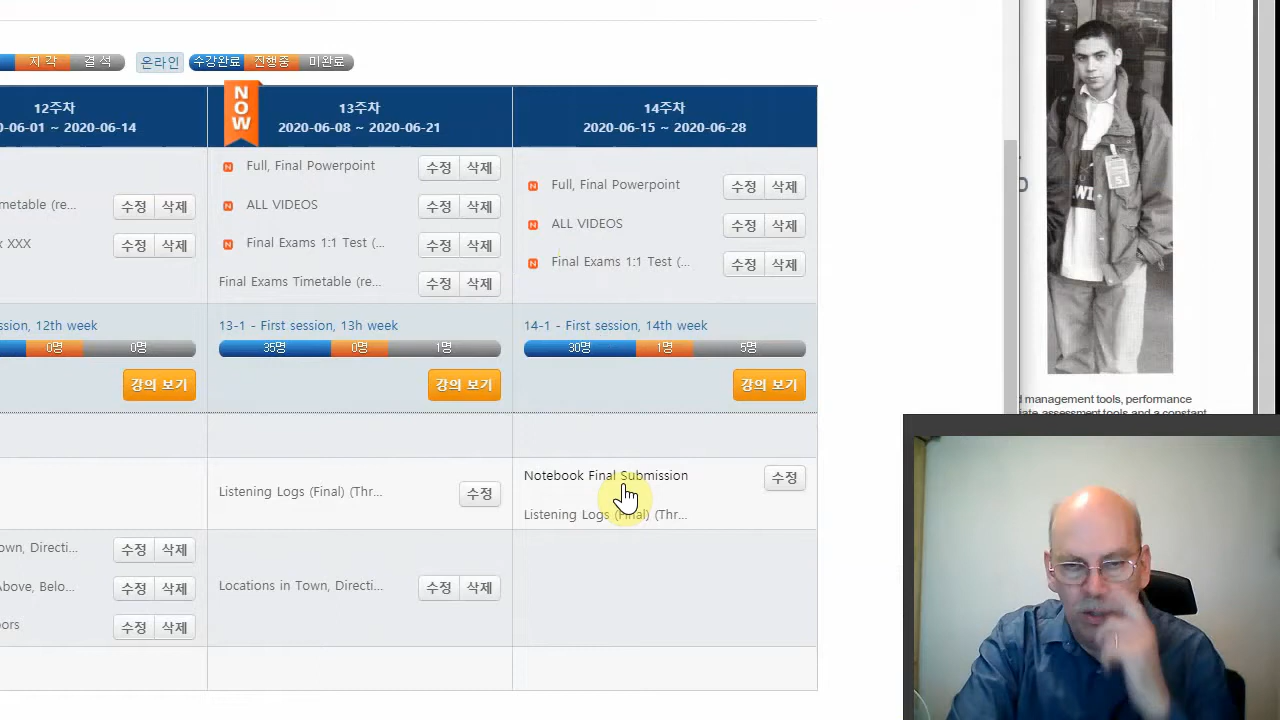 지 각 결 석 온라인 수강완료 진행중 미완료
12주차
-06-01 ~ 2020-06-14
NOW
13주차
2020-06-08 ~ 2020-06-21
14주차
2020-06-15 ~ 2020-06-28
metable (re... 수정 삭제
XXX 수정 삭제
N Full, Final Powerpoint 수정 삭제
N ALL VIDEOS 수정 삭제
N Final Exams 1:1 Test (... 수정 삭제
Final Exams Timetable (re... 수정 삭제
N Full, Final Powerpoint 수정 삭제
N ALL VIDEOS 수정 삭제
N Final Exams 1:1 Test (... 수정 삭제
ssion, 12th week
0명 0명
강의 보기
13-1 - First session, 13h week
35명 0명 1명
강의 보기
14-1 - First session, 14th week
30명 1명 5명
강의 보기
Listening Logs (Final) (Thr... 수정
Notebook Final Submission 수정
Listening Logs (Final) (Thr...
own, Directi... 수정 삭제
Above, Belo... 수정 삭제
ors 수정 삭제
Locations in Town, Directi... 수정 삭제
management tools, performance
assessment tools and a constant